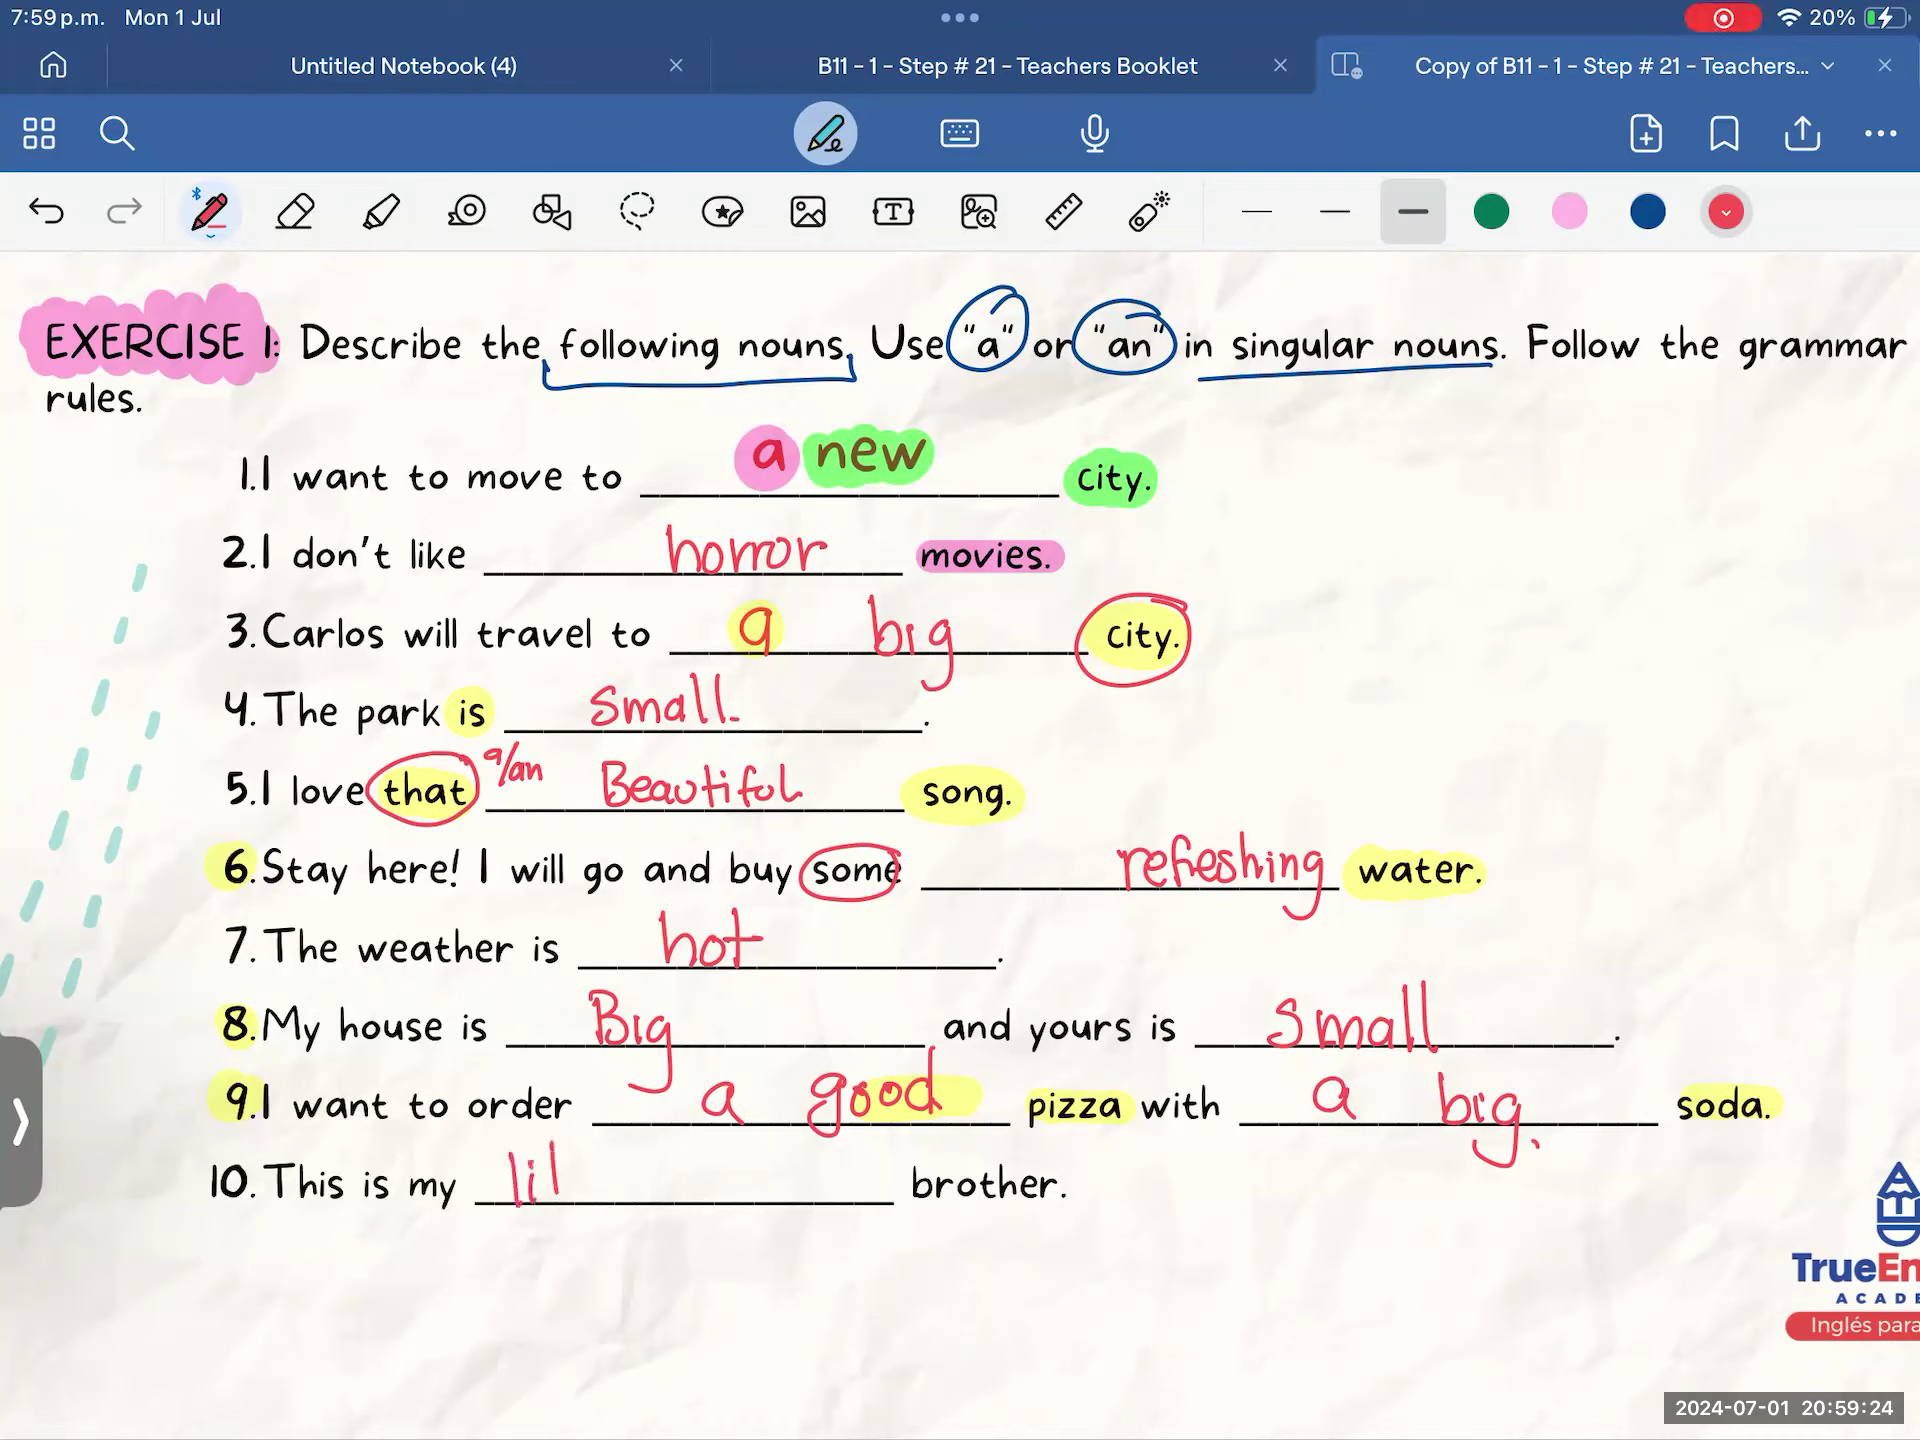 7:59 p.m. Mon 1 Jul
20%
Untitled Notebook (4)
B11 - 1 - Step # 21 - Teachers Booklet
Copy of B11 - 1 - Step # 21 - Teachers...
EXERCISE 1: Describe the following nouns. Use "a" or "an" in singular nouns. Follow the grammar
rules.
1.I want to move to a new city.
2.I don't like horror movies.
3.Carlos will travel to a big city.
4.The park is small.
5.I love that a/an Beautiful song.
6.Stay here! I will go and buy some refreshing water.
7.The weather is hot.
8.My house is Big and yours is small.
9.I want to order a good pizza with a big. soda.
10.This is my lil brother.
TrueEn
ACADE
Inglés para
2024-07-01 20:59:24